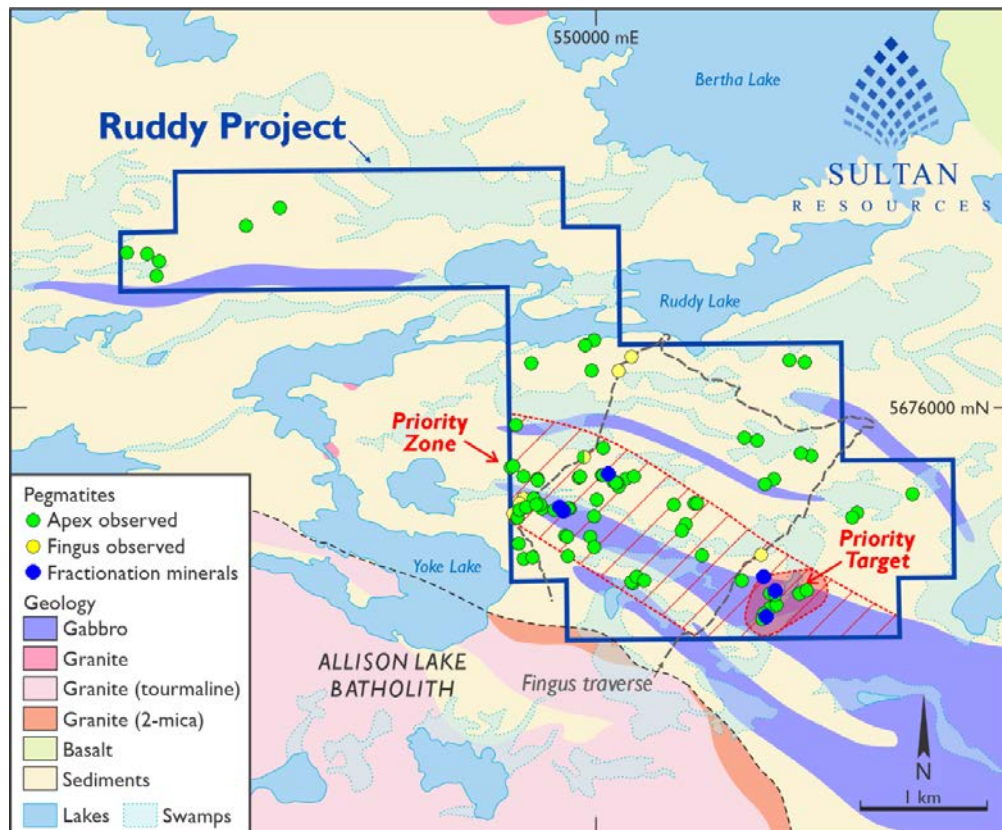 550000 mE
Bertha Lake
Ruddy Project
SULTAN
RESOURCES
Ruddy Lake
5676000 mN
Priority
Zone
Pegmatites
Apex observed
Fingus observed
Fractionation minerals
Geology
Gabbro
Granite
Granite (tourmaline)
Granite (2-mica)
Basalt
Sediments
Lakes
Swamps
Priority
Target
Yoke Lake
ALLISON LAKE
BATHOLITH
Fingus traverse
N
1 km